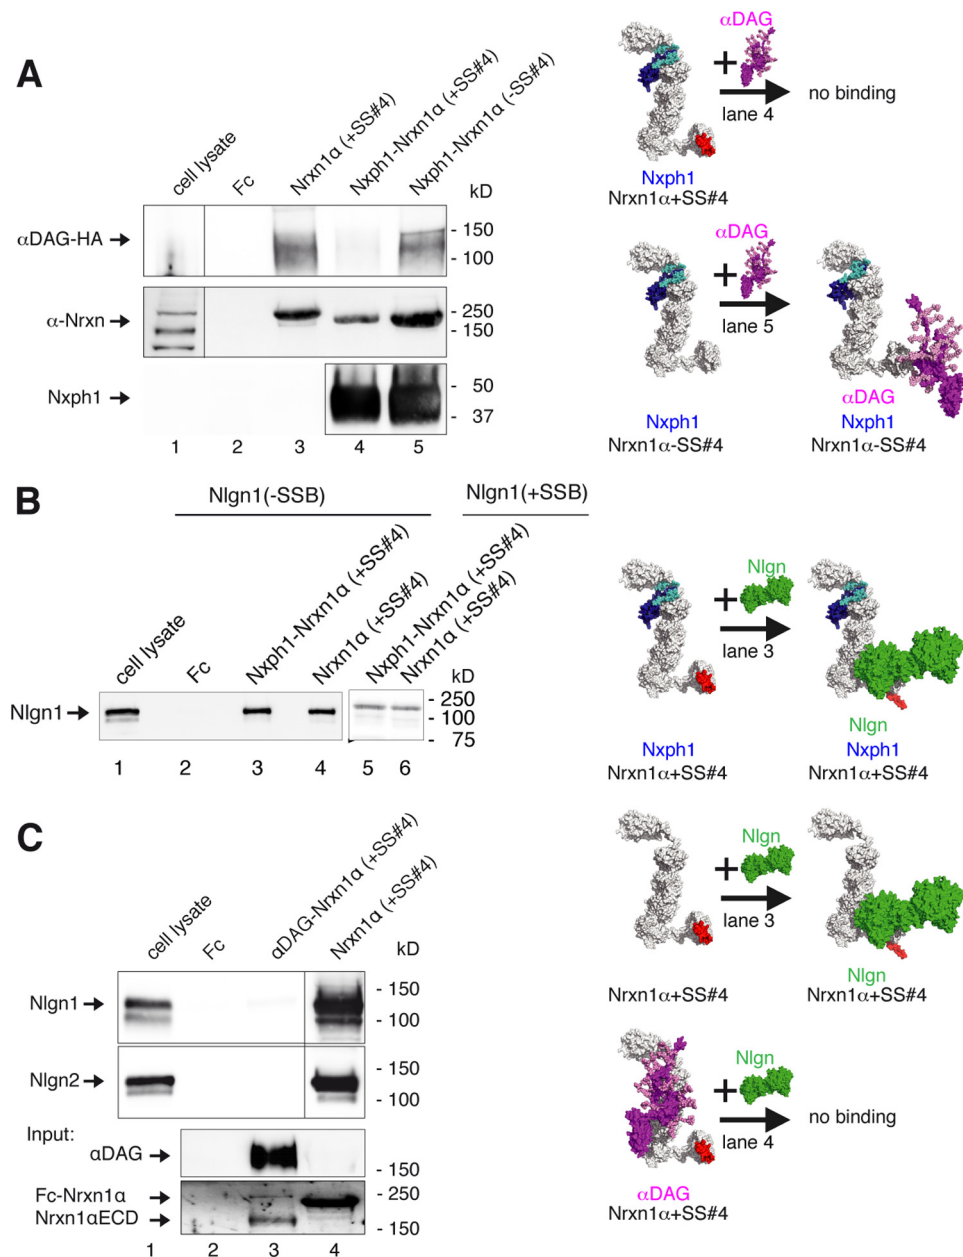 A
cell lysate
Fc
Nrxn1α (+SS#4)
Nxph1-Nrxn1α (+SS#4)
Nxph1-Nrxn1α (-SS#4)
kD
αDAG-HA
- 150
- 100
α-Nrxn
- 250
- 150
Nxph1
- 50
- 37
1 2 3 4 5
αDAG
+
lane 4
no binding
Nxph1
Nrxn1α+SS#4
αDAG
+
lane 5
Nxph1
Nrxn1α-SS#4
αDAG
Nxph1
Nrxn1α-SS#4
B
Nlgn1(-SSB)
Nlgn1(+SSB)
cell lysate
Fc
Nxph1-Nrxn1α (+SS#4)
Nrxn1α (+SS#4)
Nxph1-Nrxn1α (+SS#4)
Nrxn1α (+SS#4)
kD
Nlgn1
- 250
- 100
- 75
1 2 3 4 5 6
Nlgn
+
lane 3
Nxph1
Nrxn1α+SS#4
Nlgn
Nxph1
Nrxn1α+SS#4
C
cell lysate
Fc
αDAG-Nrxn1α (+SS#4)
Nrxn1α (+SS#4)
kD
Nlgn1
- 150
- 100
Nlgn2
- 150
- 100
Input:
αDAG
- 150
Fc-Nrxn1α
- 250
Nrxn1αECD
- 150
1 2 3 4
Nlgn
+
lane 3
Nrxn1α+SS#4
Nlgn
Nrxn1α+SS#4
Nlgn
+
lane 4
no binding
αDAG
Nrxn1α+SS#4